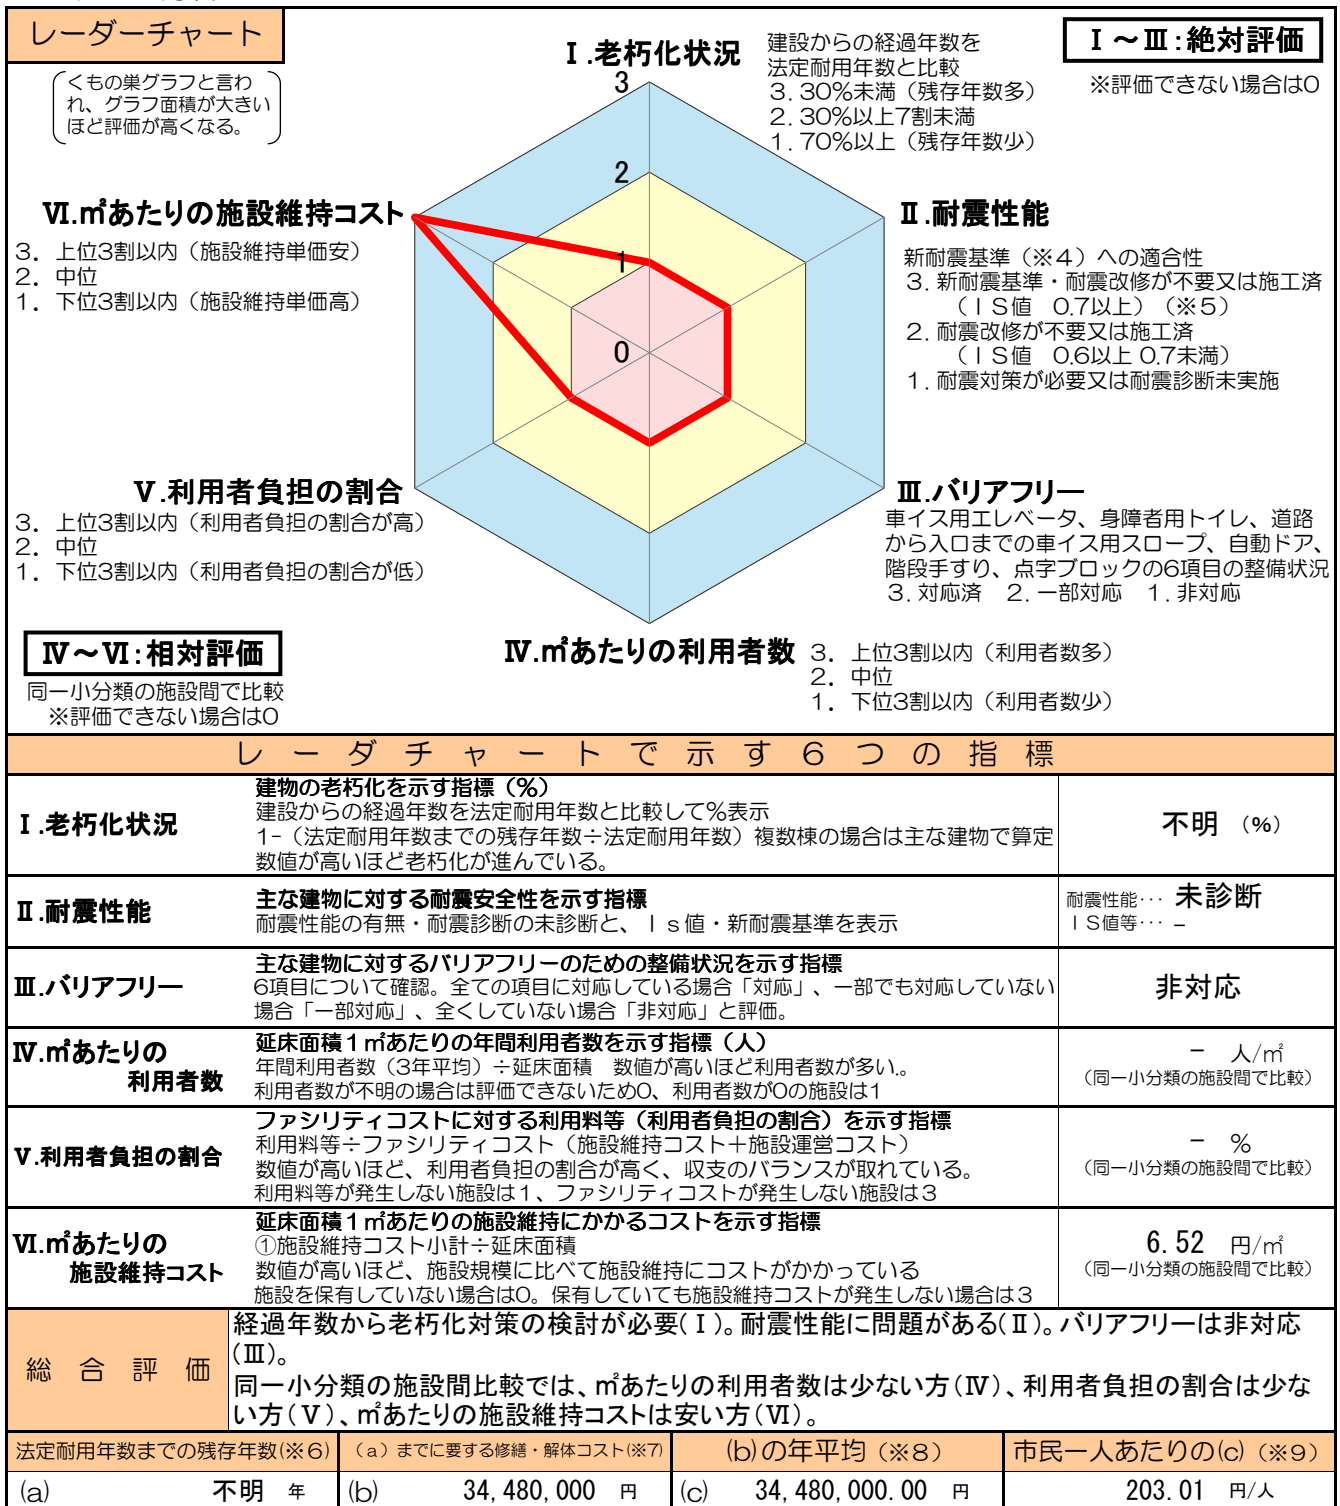 レーダーチャート
くもの巣グラフと言わ
れ、グラフ面積が大きい
ほど評価が高くなる。
Ⅰ.老朽化状況
建設からの経過年数を
法定耐用年数と比較
3.30%未満（残存年数多）
2.30%以上7割未満
1.70%以上（残存年数少）
Ⅰ～Ⅲ：絶対評価
※評価できない場合は0
3
2
1
0
Ⅵ.㎡あたりの施設維持コスト
3．上位3割以内（施設維持単価安）
2．中位
1．下位3割以内（施設維持単価高）
Ⅱ.耐震性能
新耐震基準（※4）への適合性
3.新耐震基準・耐震改修が不要又は施工済
（IS値 0.7以上）（※5）
2.耐震改修が不要又は施工済
（IS値 0.6以上 0.7未満）
1.耐震対策が必要又は耐震診断未実施
Ⅴ.利用者負担の割合
3．上位3割以内（利用者負担の割合が高）
2．中位
1．下位3割以内（利用者負担の割合が低）
Ⅲ.バリアフリー
車イス用エレベータ、身障者用トイレ、道路
から入口までの車イス用スロープ、自動ドア、
階段手すり、点字ブロックの6項目の整備状況
3.対応済 2.一部対応 1.非対応
Ⅳ～Ⅵ：相対評価
同一小分類の施設間で比較
※評価できない場合は0
Ⅳ.㎡あたりの利用者数
3．上位3割以内（利用者数多）
2．中位
1．下位3割以内（利用者数少）
レーダチャートで示す6つの指標
Ⅰ.老朽化状況
建物の老朽化を示す指標（％）
建設からの経過年数を法定耐用年数と比較して％表示
1-（法定耐用年数までの残存年数÷法定耐用年数）複数棟の場合は主な建物で算定
数値が高いほど老朽化が進んでいる。
不明（%）
Ⅱ.耐震性能
主な建物に対する耐震安全性を示す指標
耐震性能の有無・耐震診断の未診断と、Ｉｓ値・新耐震基準を表示
耐震性能… 未診断
ＩＳ値等… －
Ⅲ.バリアフリー
主な建物に対するバリアフリーのための整備状況を示す指標
6項目について確認。全ての項目に対応している場合「対応」、一部でも対応していない
場合「一部対応」、全くしていない場合「非対応」と評価。
非対応
Ⅳ.㎡あたりの
利用者数
延床面積1㎡あたりの年間利用者数を示す指標（人）
年間利用者数（3年平均）÷延床面積 数値が高いほど利用者数が多い。
利用者数が不明の場合は評価できないため0、利用者数が0の施設は1
－ 人/㎡
（同一小分類の施設間で比較）
Ⅴ.利用者負担の割合
ファシリティコストに対する利用料等（利用者負担の割合）を示す指標
利用料等÷ファシリティコスト（施設維持コスト＋施設運営コスト）
数値が高いほど、利用者負担の割合が高く、収支のバランスが取れている。
利用料等が発生しない施設は1、ファシリティコストが発生しない施設は3
－ ％
（同一小分類の施設間で比較）
Ⅵ.㎡あたりの
施設維持コスト
延床面積1㎡あたりの施設維持にかかるコストを示す指標
①施設維持コスト小計÷延床面積
数値が高いほど、施設規模に比べて施設維持にコストがかかっている
施設を保有していない場合は0。保有していても施設維持コストが発生しない場合は3
6.52 円/㎡
（同一小分類の施設間で比較）
総合評価
経過年数から老朽化対策の検討が必要(Ⅰ)。耐震性能に問題がある(Ⅱ)。バリアフリーは非対応
(Ⅲ)。
同一小分類の施設間比較では、㎡あたりの利用者数は少ない方(Ⅳ)、利用者負担の割合は少な
い方(Ⅴ)、㎡あたりの施設維持コストは安い方(Ⅵ)。
法定耐用年数までの残存年数(※6)
（a）までに要する修繕・解体コスト(※7)
(b)の年平均（※8）
市民一人あたりの(c)（※9）
(a) 不明 年
(b) 34,480,000 円
(c) 34,480,000.00 円
203.01 円/人